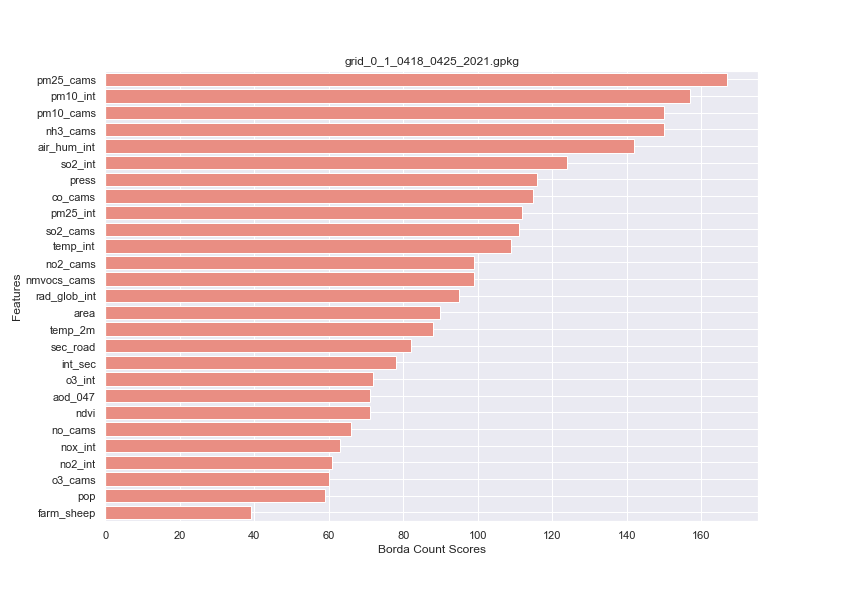 grid_0_1_0418_0425_2021.gpkg
Features
pm25_cams
pm10_int
pm10_cams
nh3_cams
air_hum_int
so2_int
press
co_cams
pm25_int
so2_cams
temp_int
no2_cams
nmvocs_cams
rad_glob_int
area
temp_2m
sec_road
int_sec
o3_int
aod_047
ndvi
no_cams
nox_int
no2_int
o3_cams
pop
farm_sheep
0 20 40 60 80 100 120 140 160
Borda Count Scores